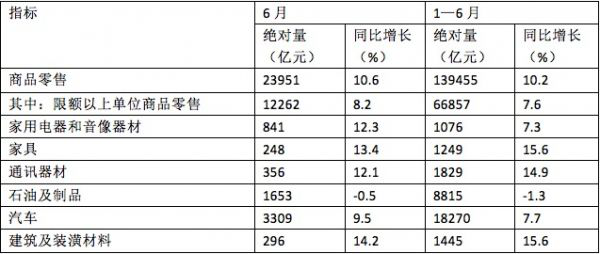 指标 6月 1—6月
绝对量 同比增长 绝对量 同比增长
（亿元） （%） （亿元） （%）
商品零售 23951 10.6 139455 10.2
其中：限额以上单位商品零售 12262 8.2 66857 7.6
家用电器和音像器材 841 12.3 1076 7.3
家具 248 13.4 1249 15.6
通讯器材 356 12.1 1829 14.9
石油及制品 1653 -0.5 8815 -1.3
汽车 3309 9.5 18270 7.7
建筑及装潢材料 296 14.2 1445 15.6